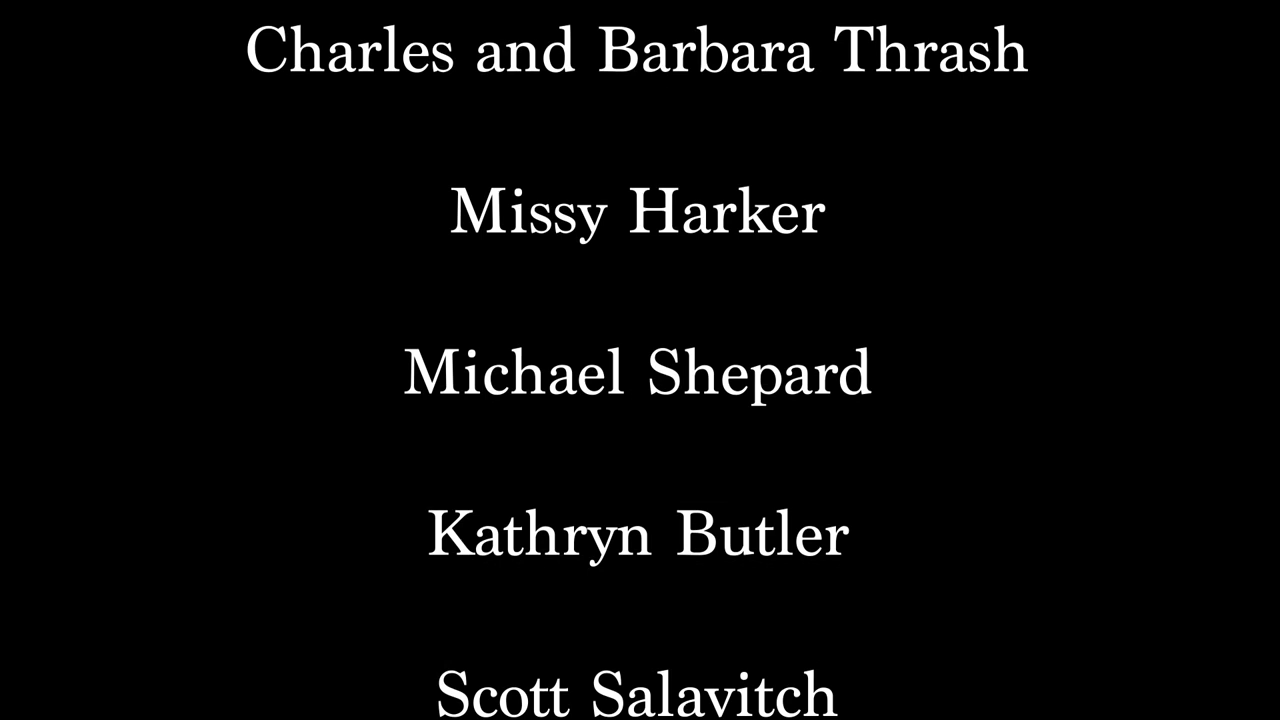 Charles and Barbara Thrash
Missy Harker
Michael Shepard
Kathryn Butler
Scott Salavitch